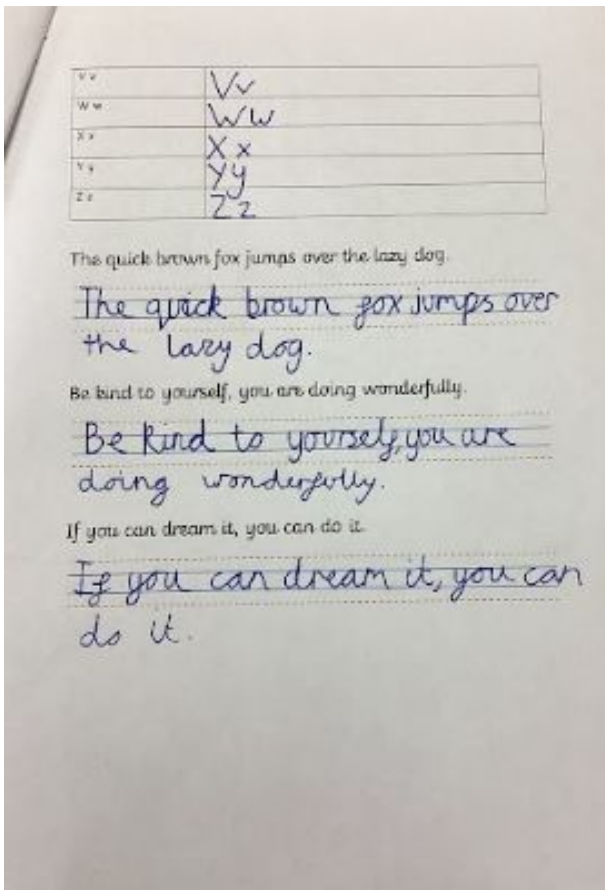 V v Vv
W w Ww
X x X x
Y y Yy
Z z Zz
The quick brown fox jumps over the lazy dog.
The quick brown fox jumps over
the lazy dog.
Be kind to yourself, you are doing wonderfully.
Be kind to yourself, you are
doing wonderfully.
If you can dream it, you can do it.
If you can dream it, you can
do it.